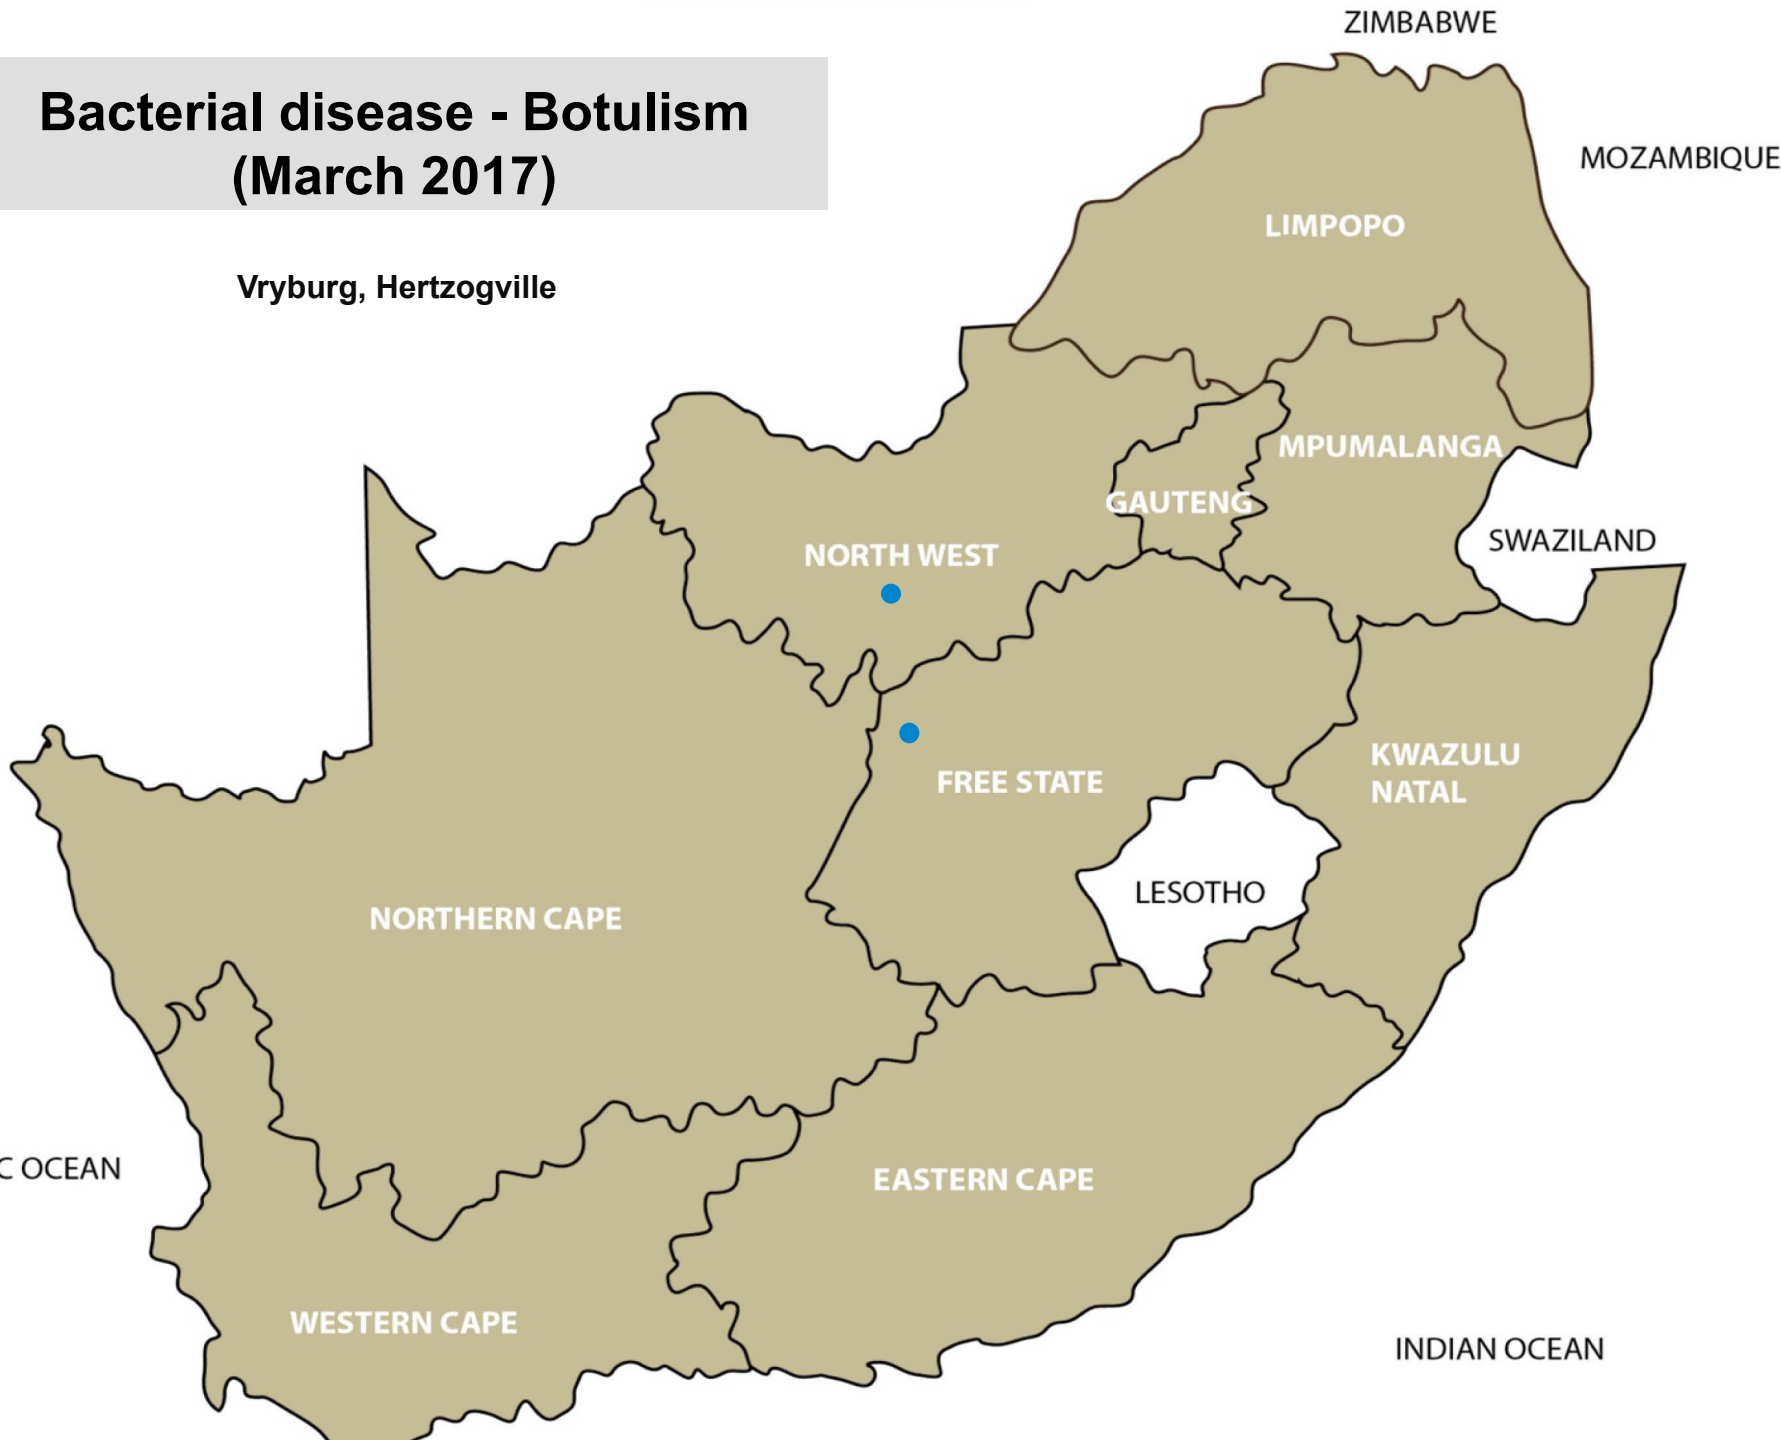 ZIMBABWE
Bacterial disease - Botulism
(March 2017)
MOZAMBIQUE
LIMPOPO
Vryburg, Hertzogville
MPUMALANGA
GAUTENG
SWAZILAND
NORTH WEST
KWAZULU
NATAL
FREE STATE
LESOTHO
NORTHERN CAPE
C OCEAN
EASTERN CAPE
WESTERN CAPE
INDIAN OCEAN